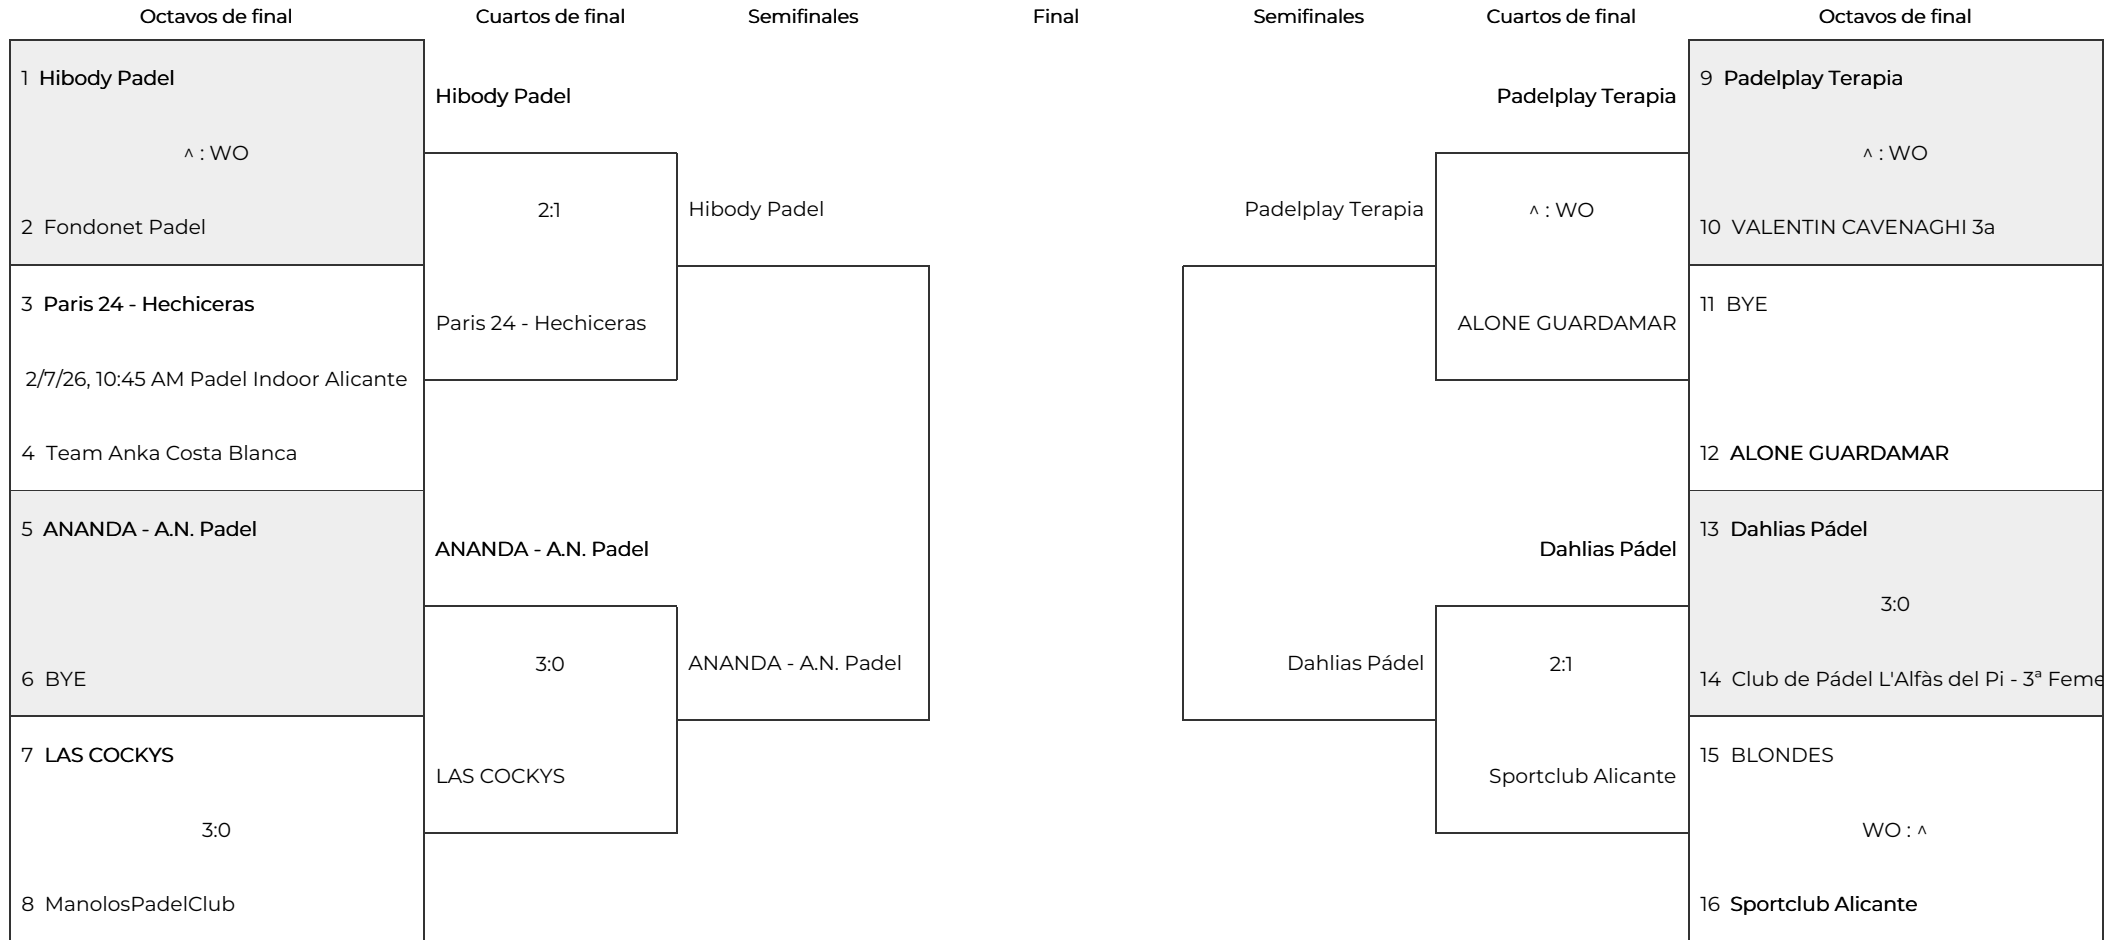 Octavos de final
Cuartos de final
Semifinales
Final
Semifinales
Cuartos de final
Octavos de final
1 Hibody Padel
^ : WO
2 Fondonet Padel
3 Paris 24 - Hechiceras
2/7/26, 10:45 AM Padel Indoor Alicante
4 Team Anka Costa Blanca
5 ANANDA - A.N. Padel
6 BYE
7 LAS COCKYS
3:0
8 ManolosPadelClub
Hibody Padel
2:1
Paris 24 - Hechiceras
ANANDA - A.N. Padel
3:0
LAS COCKYS
Hibody Padel
ANANDA - A.N. Padel
Padelplay Terapia
Dahlias Pádel
Padelplay Terapia
^ : WO
ALONE GUARDAMAR
Dahlias Pádel
2:1
Sportclub Alicante
9 Padelplay Terapia
^ : WO
10 VALENTIN CAVENAGHI 3a
11 BYE
12 ALONE GUARDAMAR
13 Dahlias Pádel
3:0
14 Club de Pádel L'Alfàs del Pi - 3ª Feme
15 BLONDES
WO : ^
16 Sportclub Alicante